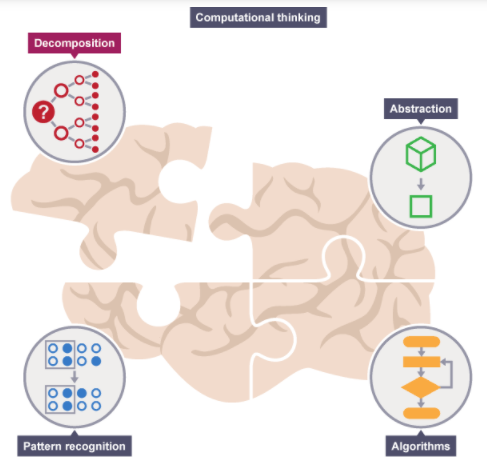 Computational thinking
Decomposition
?
Abstraction
Pattern recognition
Algorithms